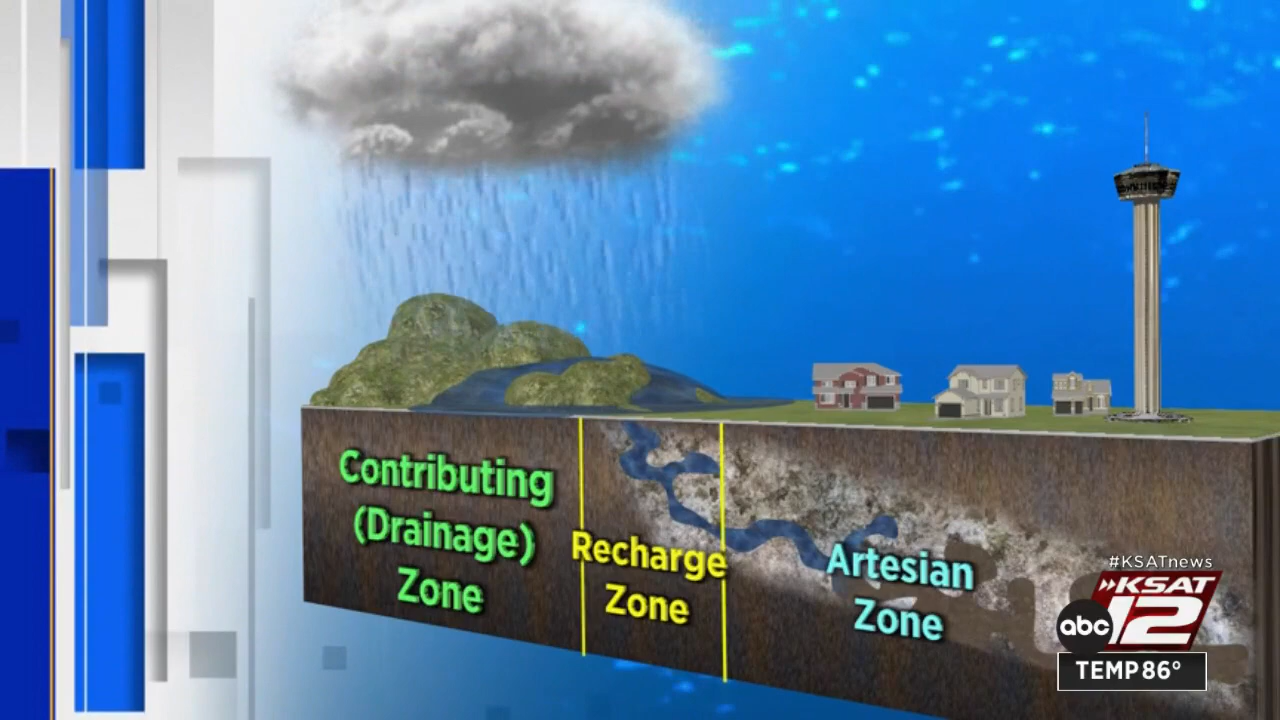 Contributing
(Drainage)
Zone
Recharge
Zone
Artesian
Zone
#KSATnews
KSAT
abc 12
TEMP 86°